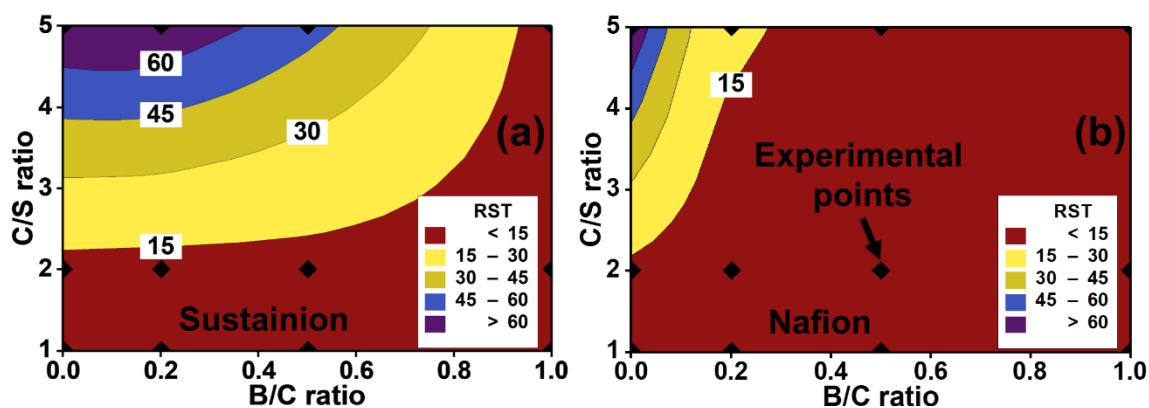 5
4
3
2
1
C/S ratio
60
45
30
15
(a)
RST
< 15
15 – 30
30 – 45
45 – 60
> 60
Sustainion
0.0 0.2 0.4 0.6 0.8 1.0
B/C ratio
5
4
3
2
1
C/S ratio
15
(b)
Experimental
points
RST
< 15
15 – 30
30 – 45
45 – 60
> 60
Nafion
0.0 0.2 0.4 0.6 0.8 1.0
B/C ratio